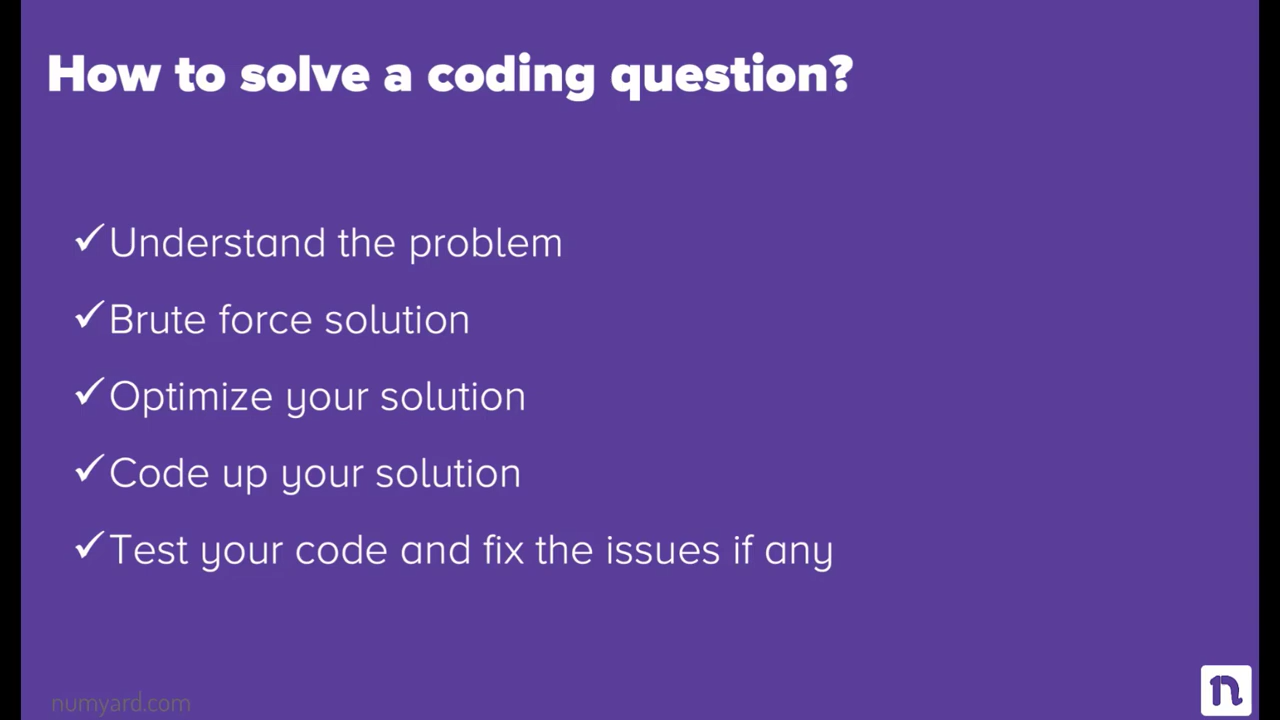 How to solve a coding question?
✓Understand the problem
✓Brute force solution
✓Optimize your solution
✓Code up your solution
✓Test your code and fix the issues if any
numyard.com
n